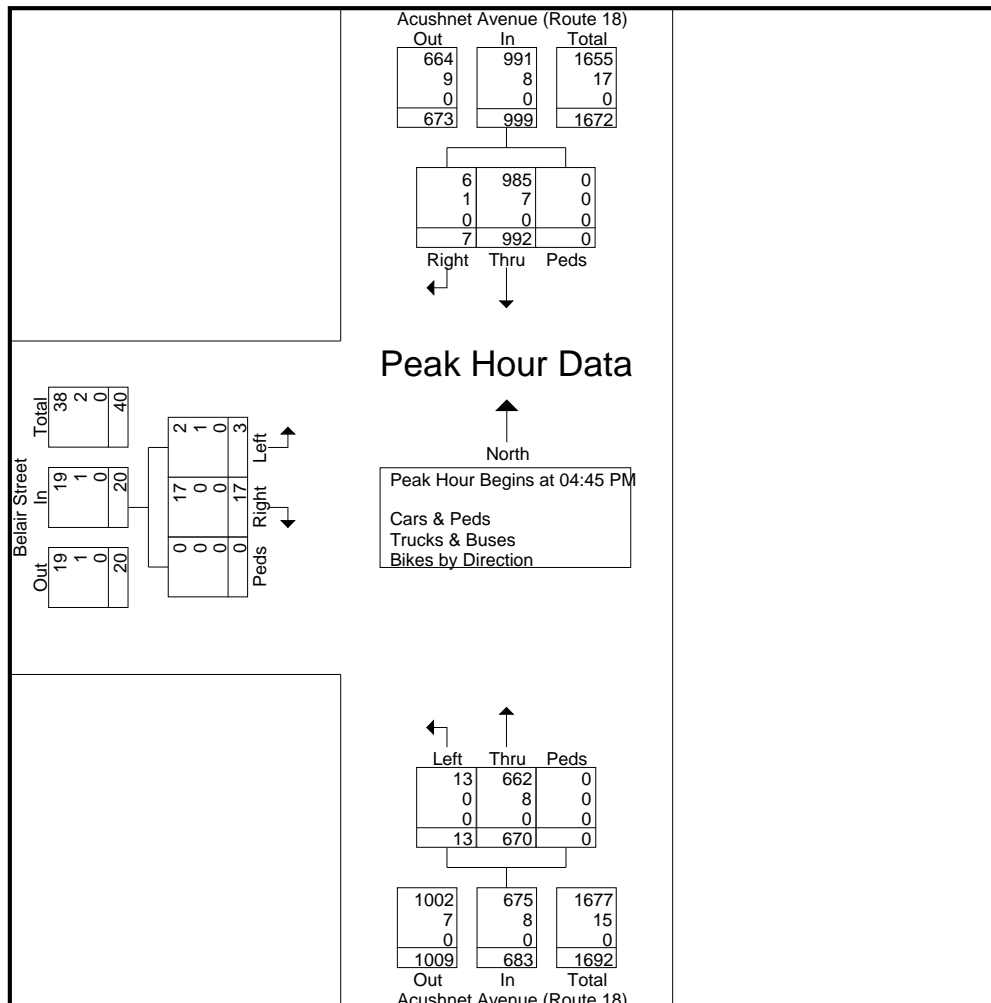 Acushnet Avenue (Route 18)
Out In Total
664 991 1655
9 8 17
0 0 0
673 999 1672
6 985 0
1 7 0
0 0 0
7 992 0
Right Thru Peds
Peak Hour Data
North
Peak Hour Begins at 04:45 PM
Cars & Peds
Trucks & Buses
Bikes by Direction
Belair Street
Out In Total
19 19 38
1 1 2
0 0 0
20 20 40
0 17 2
0 0 1
0 0 0
0 17 3
Peds Right Left
Left Thru Peds
13 662 0
0 8 0
0 0 0
13 670 0
1002 675 1677
7 8 15
0 0 0
1009 683 1692
Out In Total
Acushnet Avenue (Route 18)